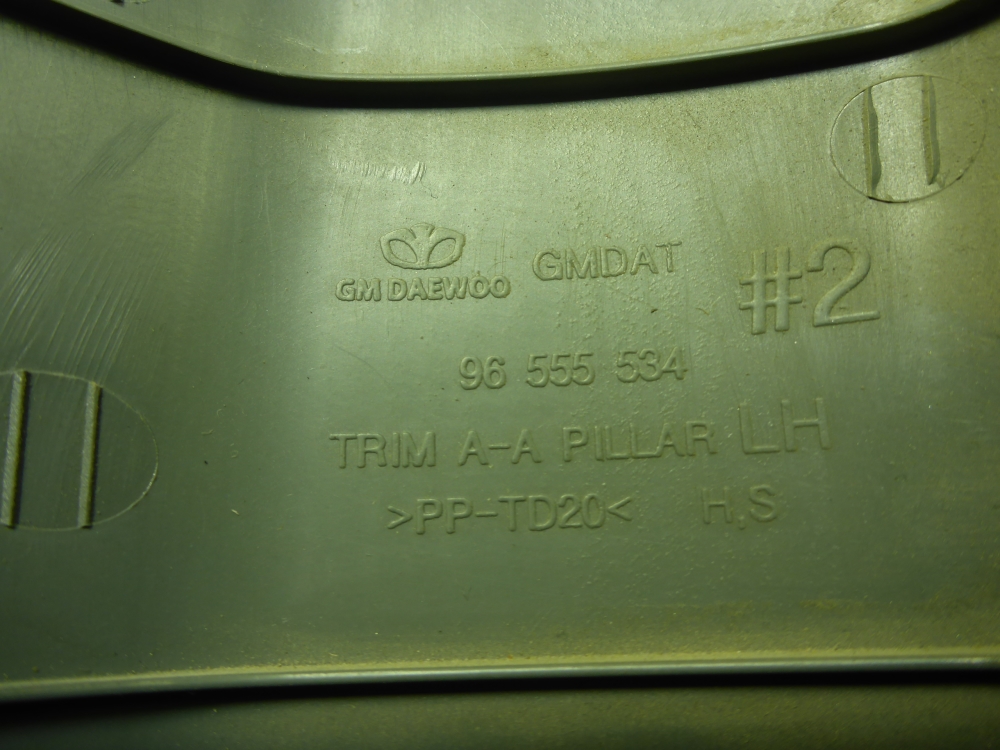 GM DAEWOO GMDAT #2
96 555 534
TRIM A-A PILLAR LH
>PP-TD20< H,S